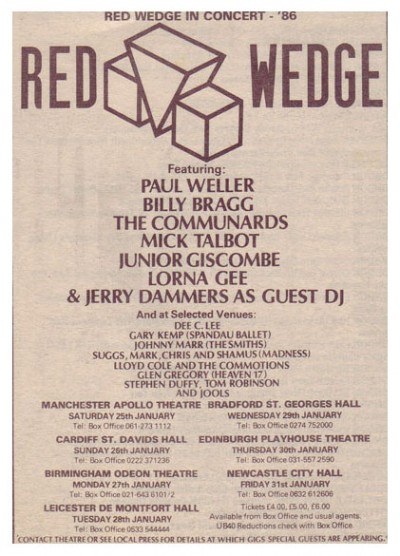 RED WEDGE IN CONCERT - '86
RED WEDGE
Featuring:
PAUL WELLER
BILLY BRAGG
THE COMMUNARDS
MICK TALBOT
JUNIOR GISCOMBE
LORNA GEE
& JERRY DAMMERS AS GUEST DJ
And at Selected Venues:
DEE C. LEE
GARY KEMP (SPANDAU BALLET)
JOHNNY MARR (THE SMITHS)
SUGGS, MARK, CHRIS AND SHAMUS (MADNESS)
LLOYD COLE AND THE COMMOTIONS
GLEN GREGORY (HEAVEN 17)
STEPHEN DUFFY, TOM ROBINSON
AND JOOLS
MANCHESTER APOLLO THEATRE
SATURDAY 25th JANUARY
Tel: Box Office 061-273 1112
CARDIFF ST. DAVIDS HALL
SUNDAY 26th JANUARY
Tel: Box Office 0222 371236
BIRMINGHAM ODEON THEATRE
MONDAY 27th JANUARY
Tel: Box Office 021-643 6101/2
LEICESTER DE MONTFORT HALL
TUESDAY 28th JANUARY
Tel: Box Office 0533 544444
BRADFORD ST. GEORGES HALL
WEDNESDAY 29th JANUARY
Tel: Box Office 0274 752000
EDINBURGH PLAYHOUSE THEATRE
THURSDAY 30th JANUARY
Tel: Box Office 031-557 2590
NEWCASTLE CITY HALL
FRIDAY 31st JANUARY
Tel: Box Office 0632 612606
Tickets £4.00, £5.00, £6.00
Available from Box Office and usual agents.
UB40 Reductions check with Box Office
'CONTACT THEATRE OR SEE LOCAL PRESS FOR DETAILS AT WHICH GIGS SPECIAL GUESTS ARE APPEARING.'